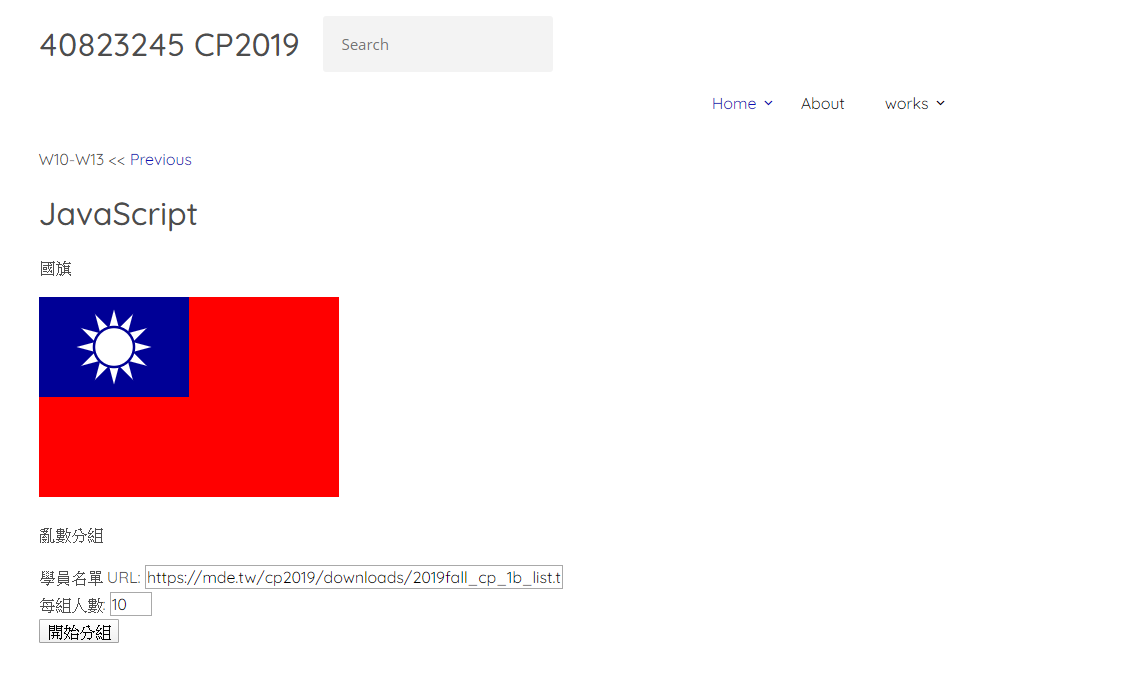 40823245 CP2019
Search
Home About works
W10-W13 << Previous
JavaScript
國旗
亂數分組
學員名單 URL: https://mde.tw/cp2019/downloads/2019fall_cp_1b_list.t
每組人數: 10
開始分組